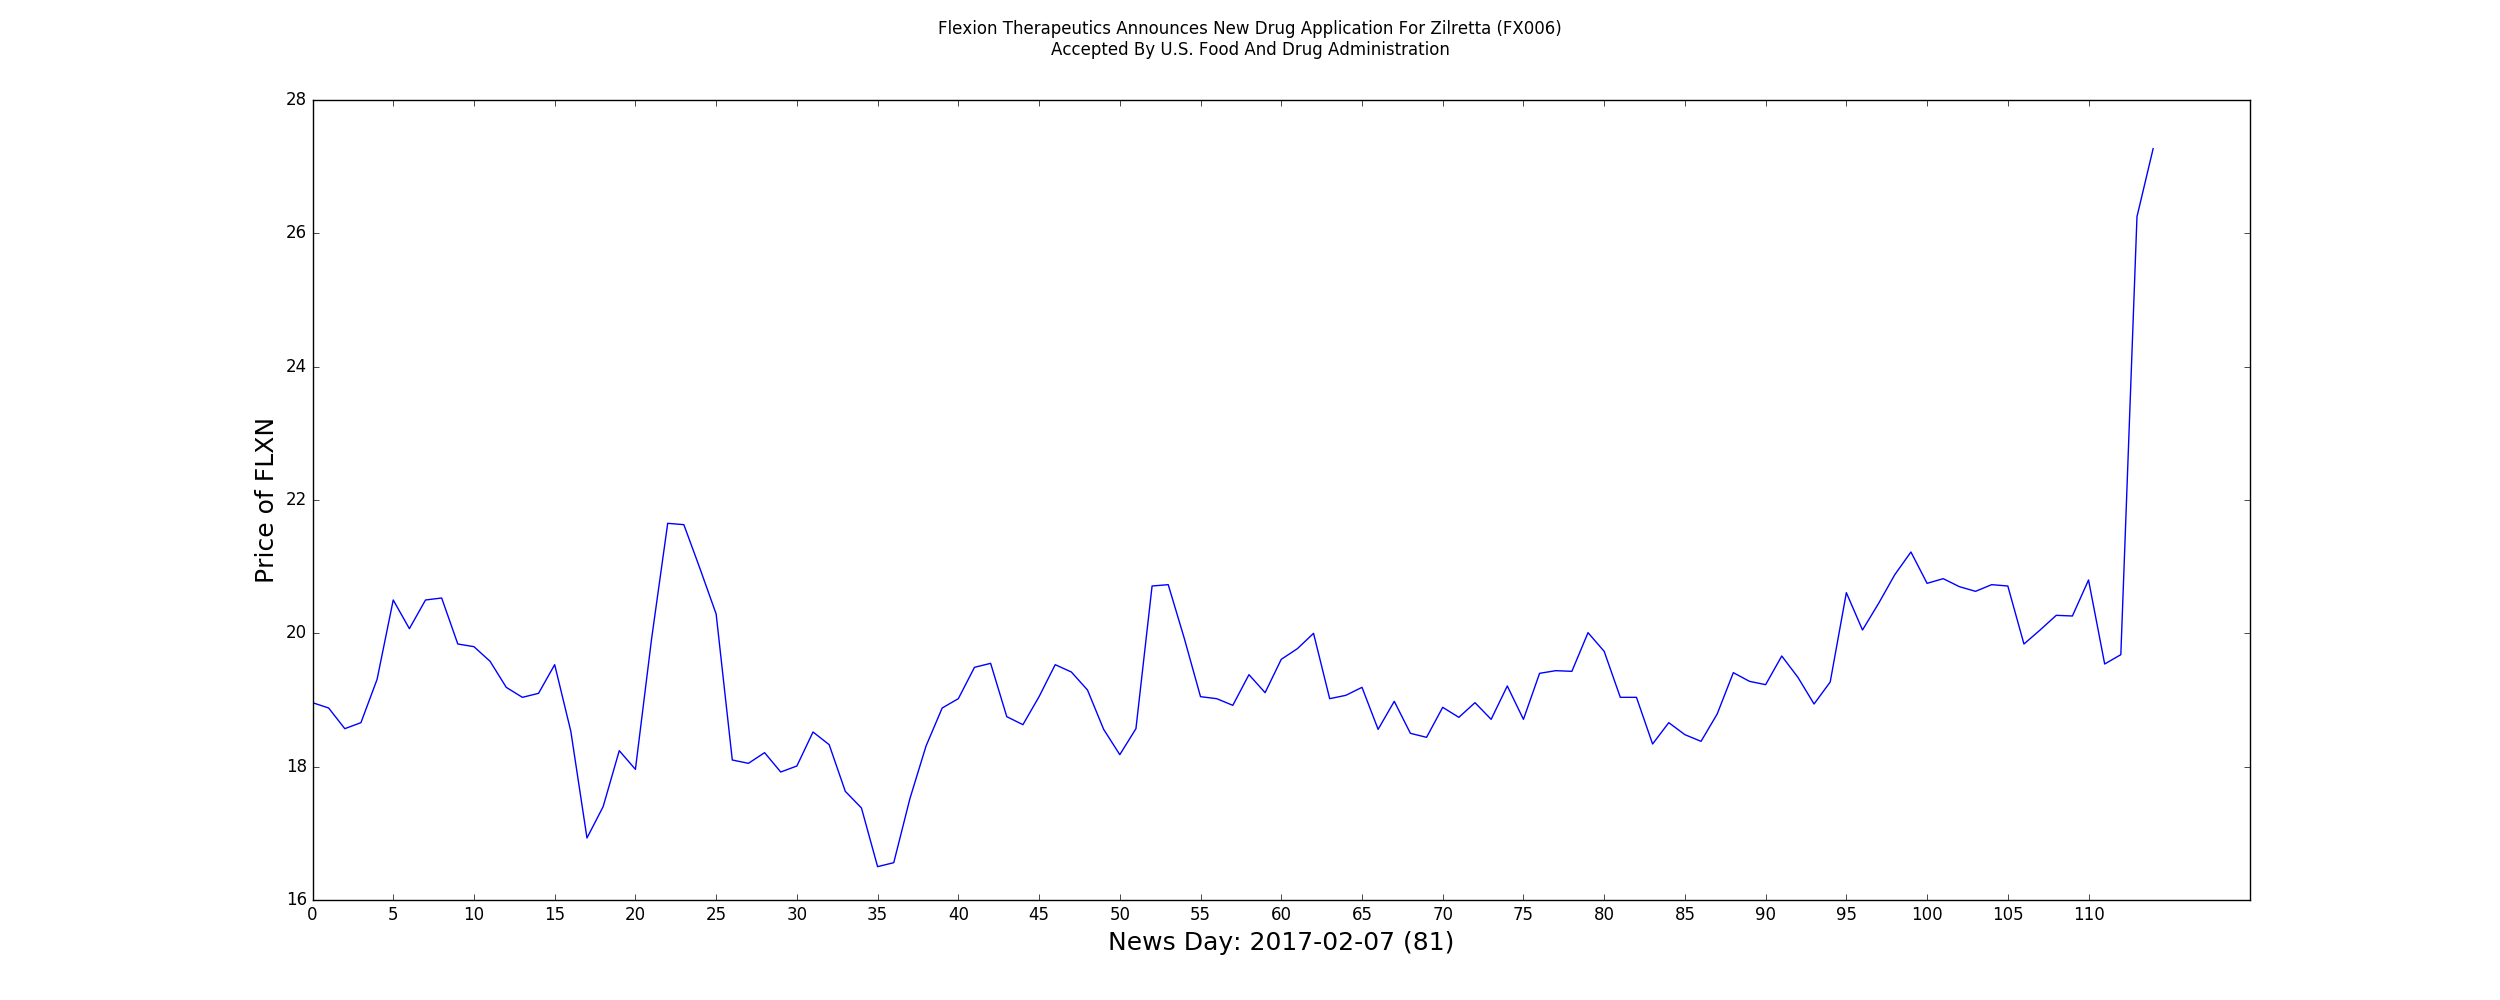 Flexion Therapeutics Announces New Drug Application For Zilretta (FX006)
Accepted By U.S. Food And Drug Administration
28
26
24
22
20
18
16
Price of FLXN
0 5 10 15 20 25 30 35 40 45 50 55 60 65 70 75 80 85 90 95 100 105 110
News Day: 2017-02-07 (81)